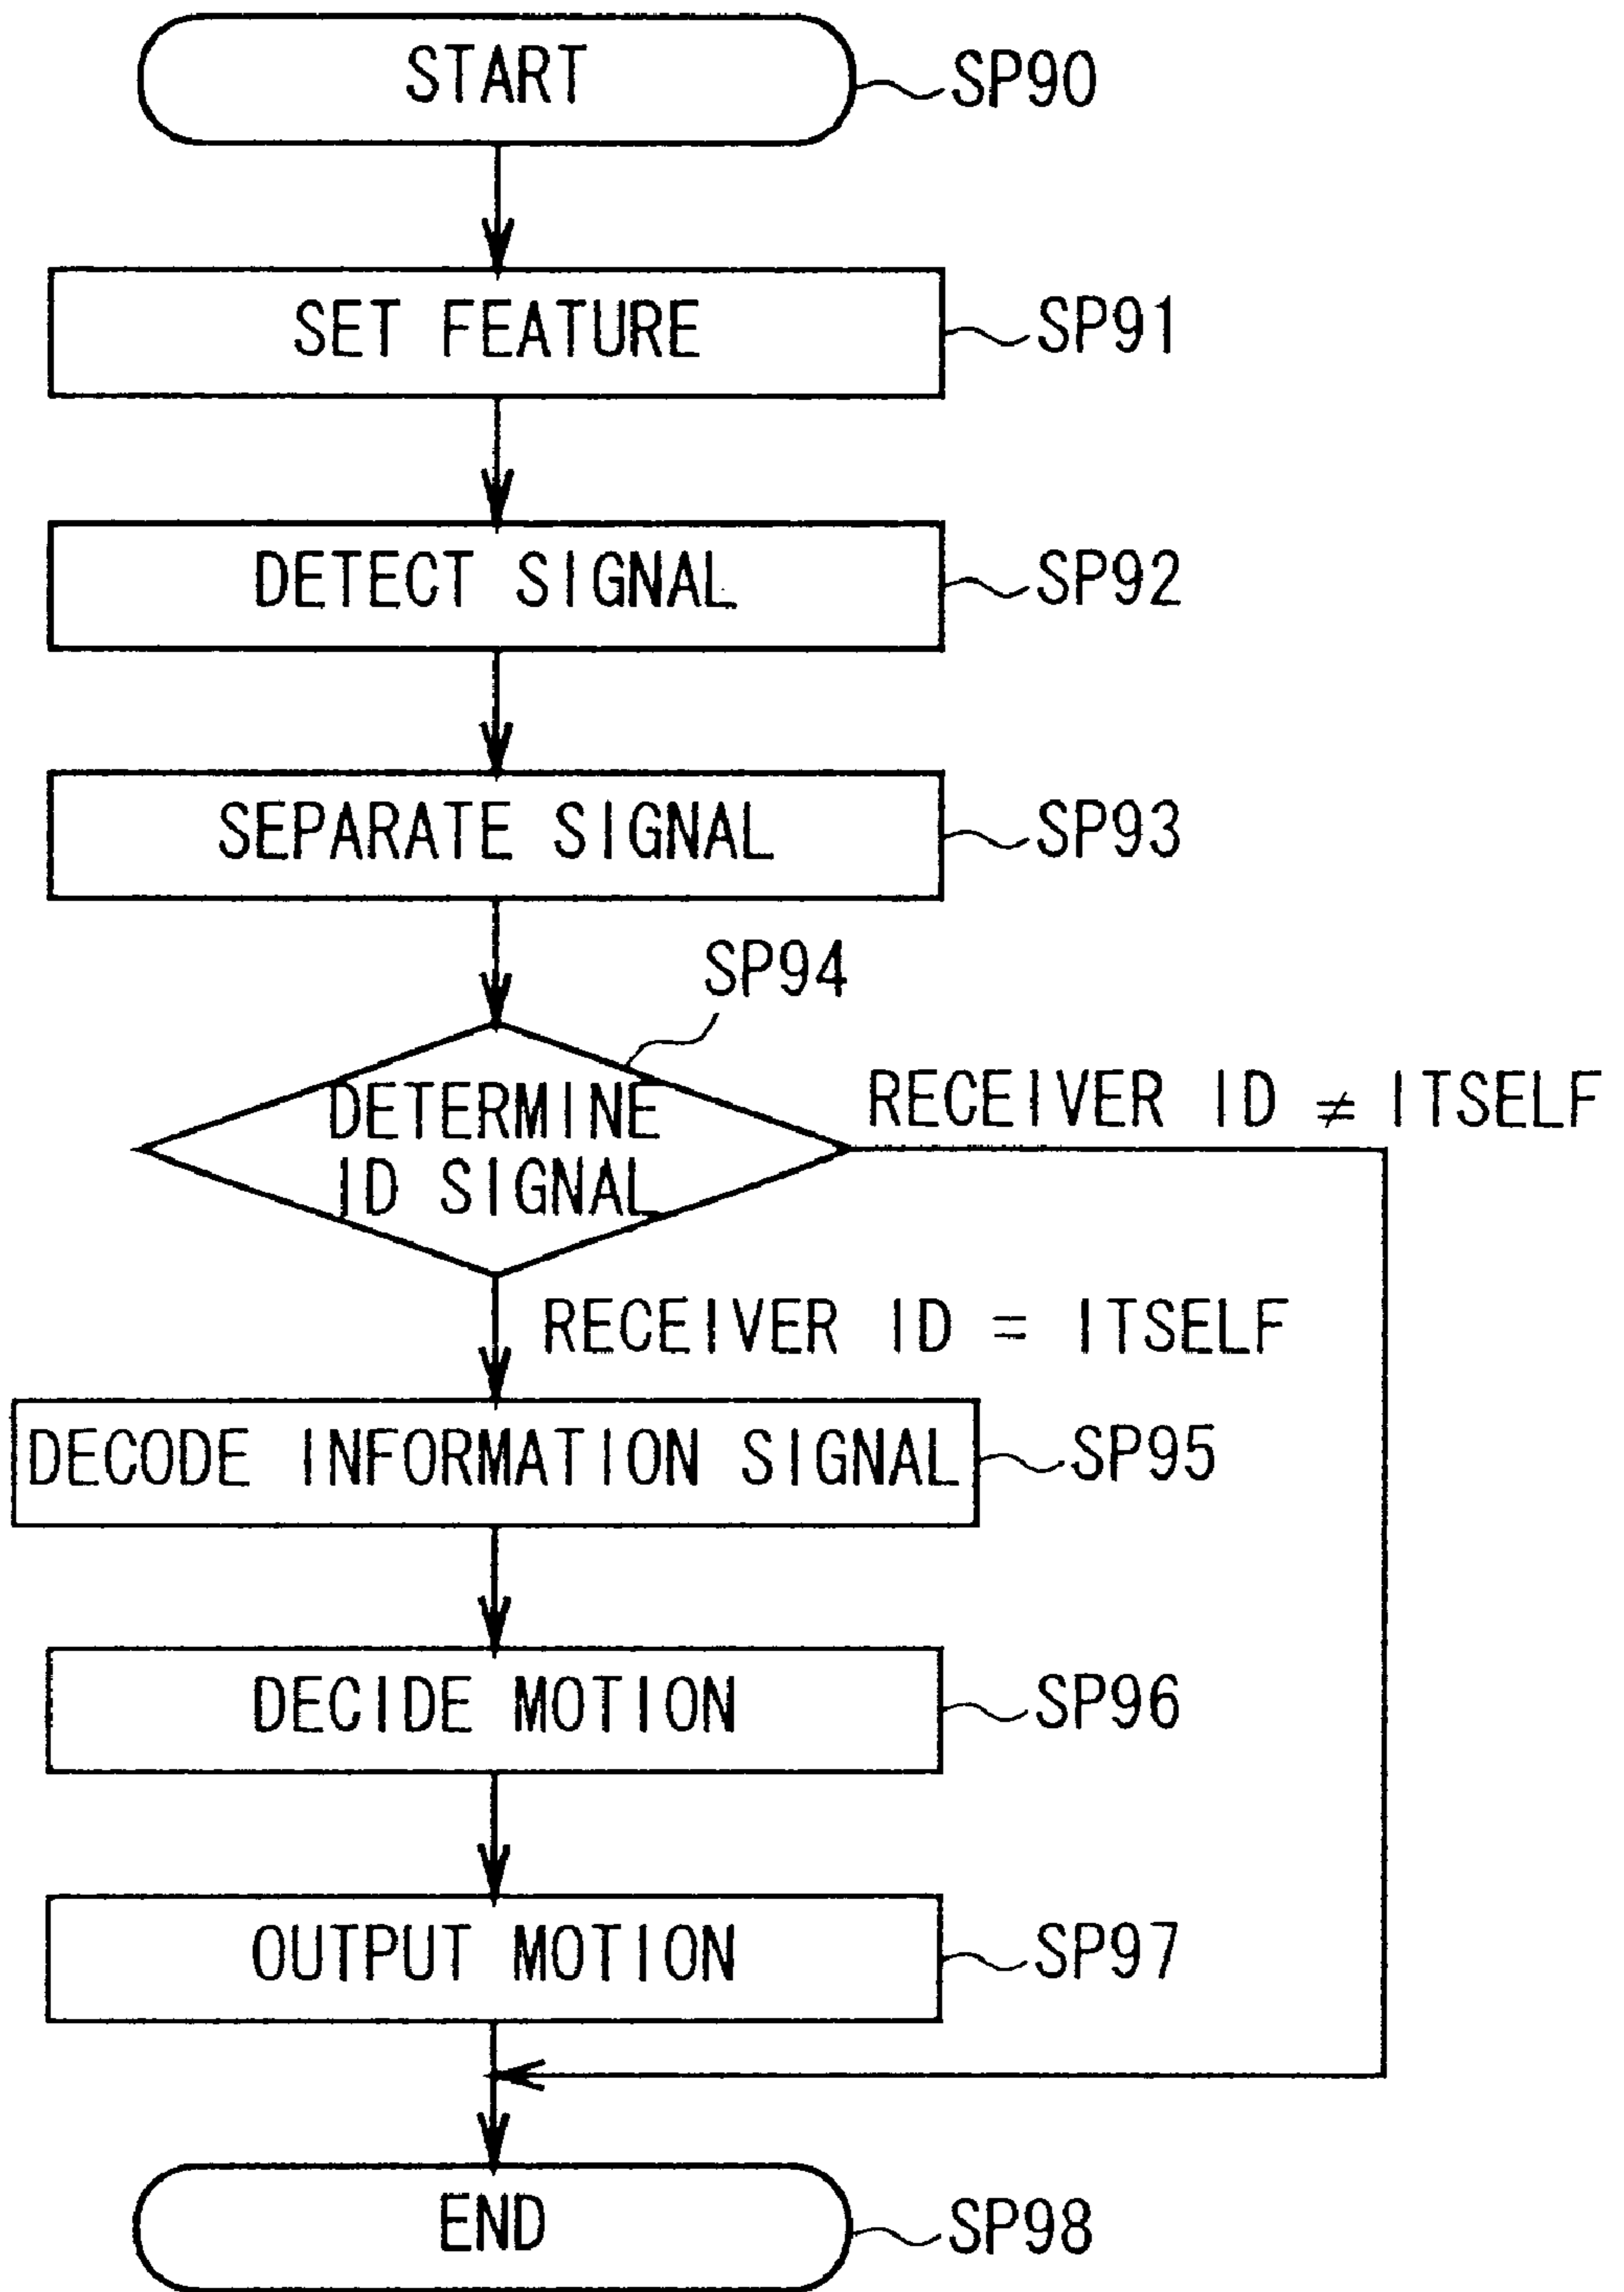 START
SP90
SET FEATURE
SP91
DETECT SIGNAL
SP92
SEPARATE SIGNAL
SP93
SP94
DETERMINE
ID SIGNAL
RECEIVER ID ≠ ITSELF
RECEIVER ID = ITSELF
DECODE INFORMATION SIGNAL
SP95
DECIDE MOTION
SP96
OUTPUT MOTION
SP97
END
SP98